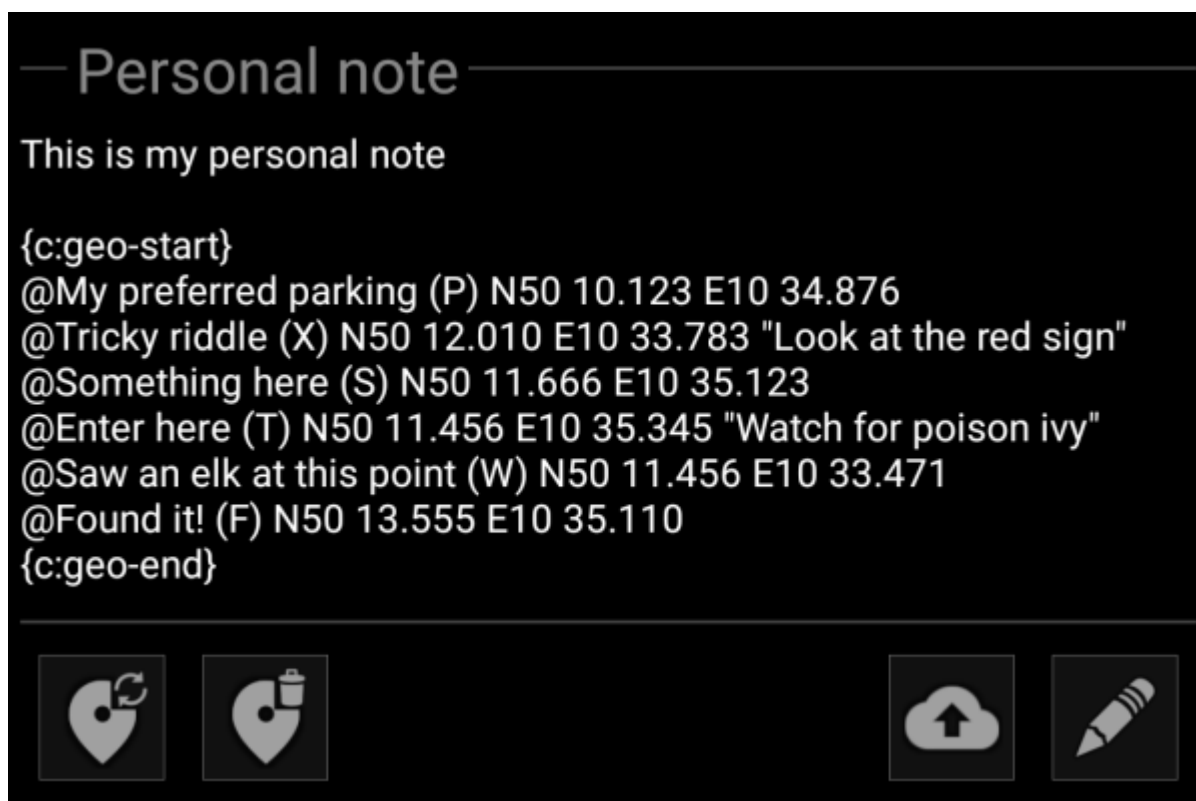 Personal note
This is my personal note
{c:geo-start}
@My preferred parking (P) N50 10.123 E10 34.876
@Tricky riddle (X) N50 12.010 E10 33.783 "Look at the red sign"
@Something here (S) N50 11.666 E10 35.123
@Enter here (T) N50 11.456 E10 35.345 "Watch for poison ivy"
@Saw an elk at this point (W) N50 11.456 E10 33.471
@Found it! (F) N50 13.555 E10 35.110
{c:geo-end}